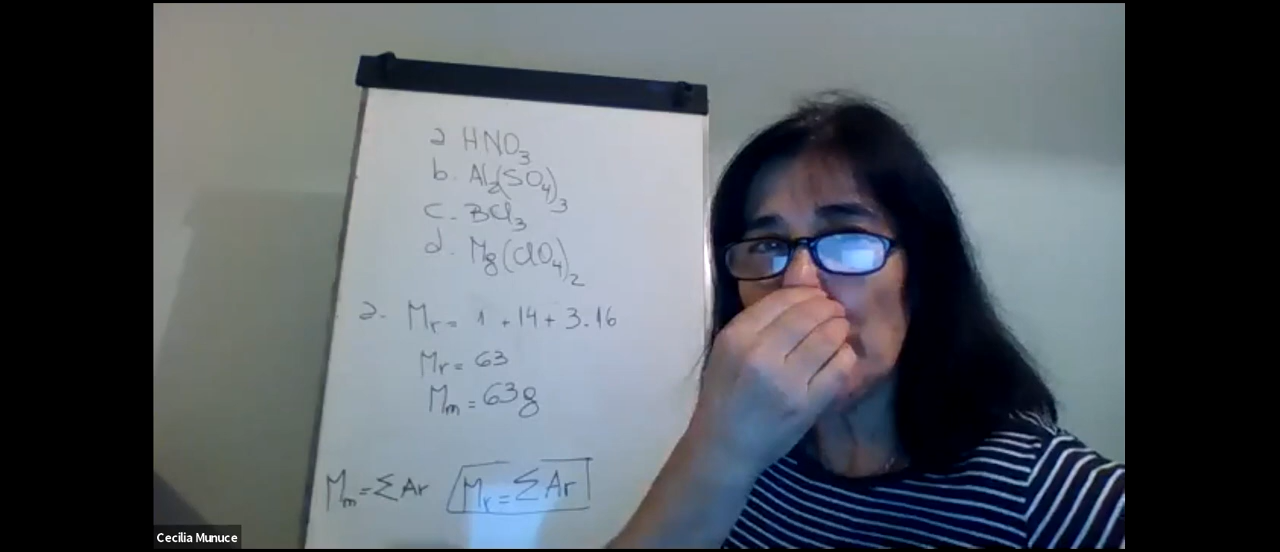 a HNO₃
b. Al₂(SO₄)₃
c. BCl₃
d. Mg(ClO₄)₂
a. Mr = 1 + 14 + 3.16
Mr = 63
Mm = 63g
Mm = ΣAr Mr = ΣAr
Cecilia Munuce